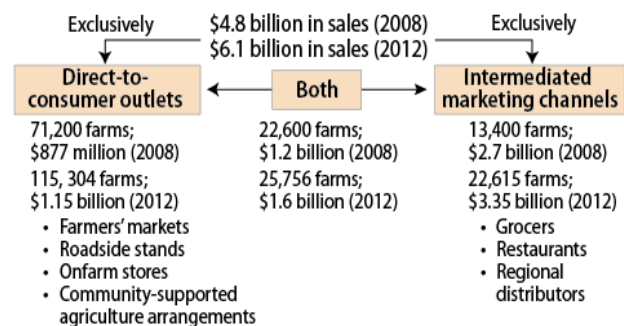 Exclusively
$4.8 billion in sales (2008)
$6.1 billion in sales (2012)
Exclusively
Direct-to-
consumer outlets
Both
Intermediated
marketing channels
71,200 farms;
$877 million (2008)
115, 304 farms;
$1.15 billion (2012)
• Farmers' markets
• Roadside stands
• Onfarm stores
• Community-supported
agriculture arrangements
22,600 farms;
$1.2 billion (2008)
25,756 farms;
$1.6 billion (2012)
13,400 farms;
$2.7 billion (2008)
22,615 farms;
$3.35 billion (2012)
• Grocers
• Restaurants
• Regional
distributors